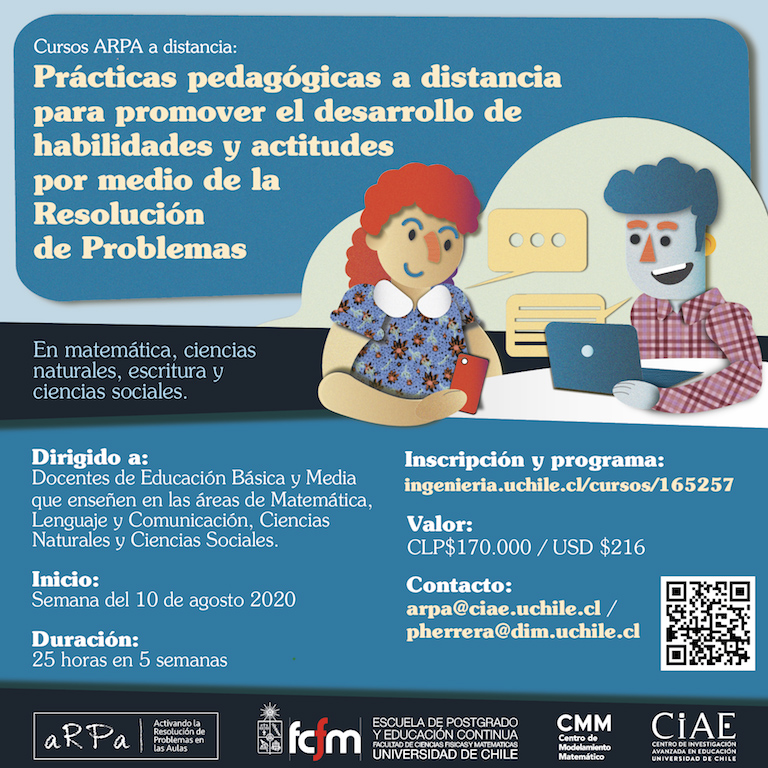 Cursos ARPA a distancia:
Prácticas pedagógicas a distancia
para promover el desarrollo de
habilidades y actitudes
por medio de la
Resolución
de Problemas
En matemática, ciencias
naturales, escritura y
ciencias sociales.
Dirigido a:
Docentes de Educación Básica y Media
que enseñen en las áreas de Matemática,
Lenguaje y Comunicación, Ciencias
Naturales y Ciencias Sociales.
Inicio:
Semana del 10 de agosto 2020
Duración:
25 horas en 5 semanas
Inscripción y programa:
ingenieria.uchile.cl/cursos/165257
Valor:
CLP$170.000 / USD $216
Contacto:
arpa@ciae.uchile.cl /
pherrera@dim.uchile.cl
aRPa
Activando la
Resolución de
Problemas en
las Aulas
fcfm
ESCUELA DE POSTGRADO
Y EDUCACIÓN CONTINUA
FACULTAD DE CIENCIAS FÍSICAS Y MATEMÁTICAS
UNIVERSIDAD DE CHILE
CMM
Centro de
Modelamiento
Matemático
CiAE
CENTRO DE INVESTIGACIÓN
AVANZADA EN EDUCACIÓN
UNIVERSIDAD DE CHILE